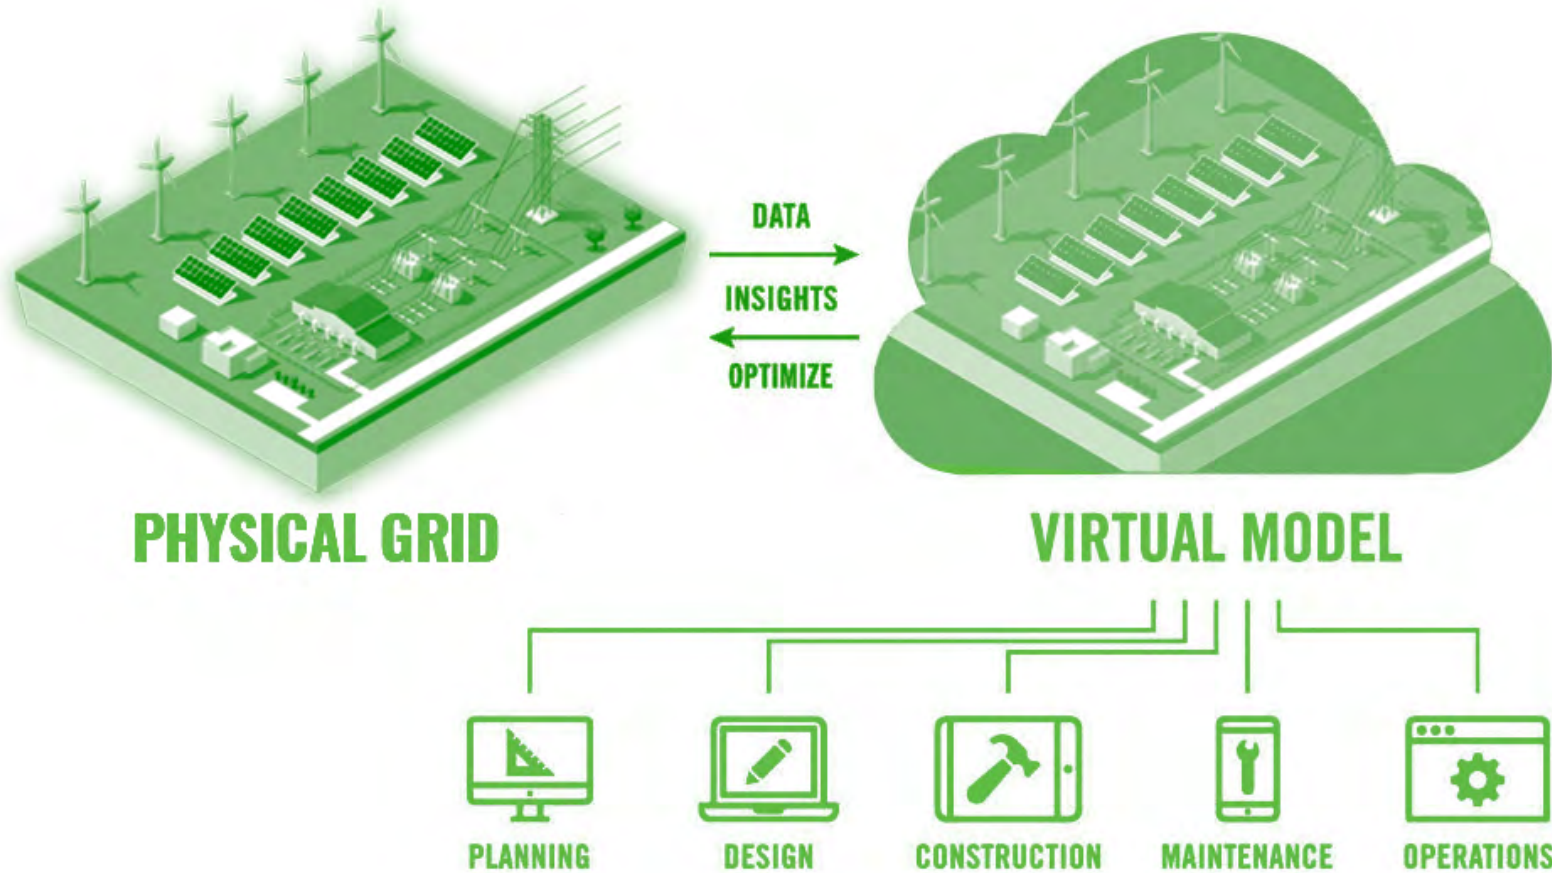 DATA
INSIGHTS
OPTIMIZE
PHYSICAL GRID
VIRTUAL MODEL
PLANNING
DESIGN
CONSTRUCTION
MAINTENANCE
OPERATIONS